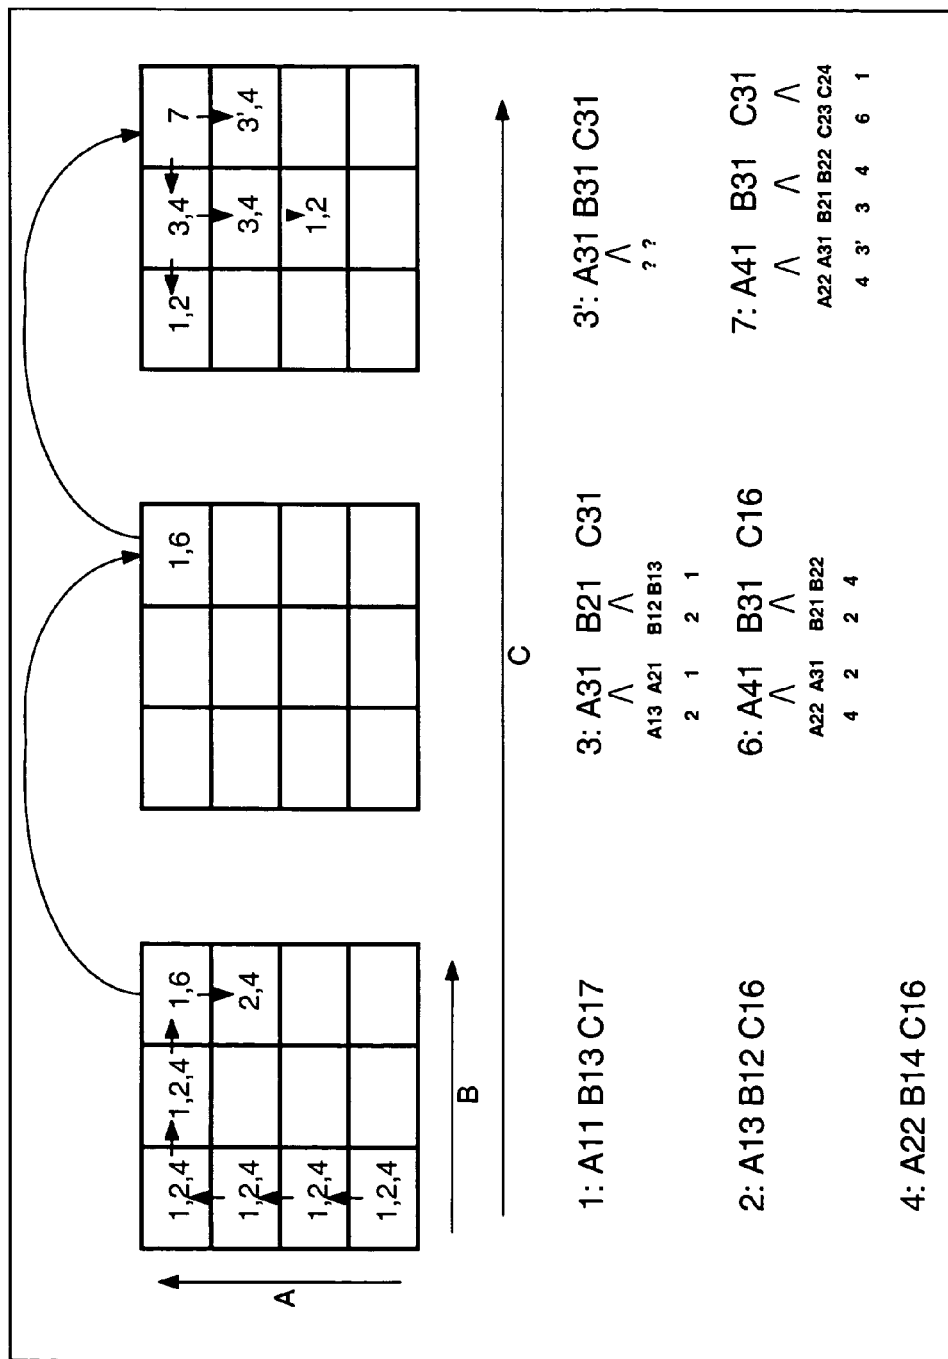 1,2,4 1,2,4 1,6 1,6 1,2 3,4 7
1,2,4 2,4 3,4 3',4
1,2,4 1,2
1,2,4
A
B
C
1: A11 B13 C17
3: A31 B21 C31
A13 A21 B12 B13
2 1 2 1
3': A31 B31 C31
? ?
2: A13 B12 C16
6: A41 B31 C16
A22 A31 B21 B22
4 2 2 4
7: A41 B31 C31
A22 A31 B21 B22 C23 C24
4 3' 3 4 6 1
4: A22 B14 C16